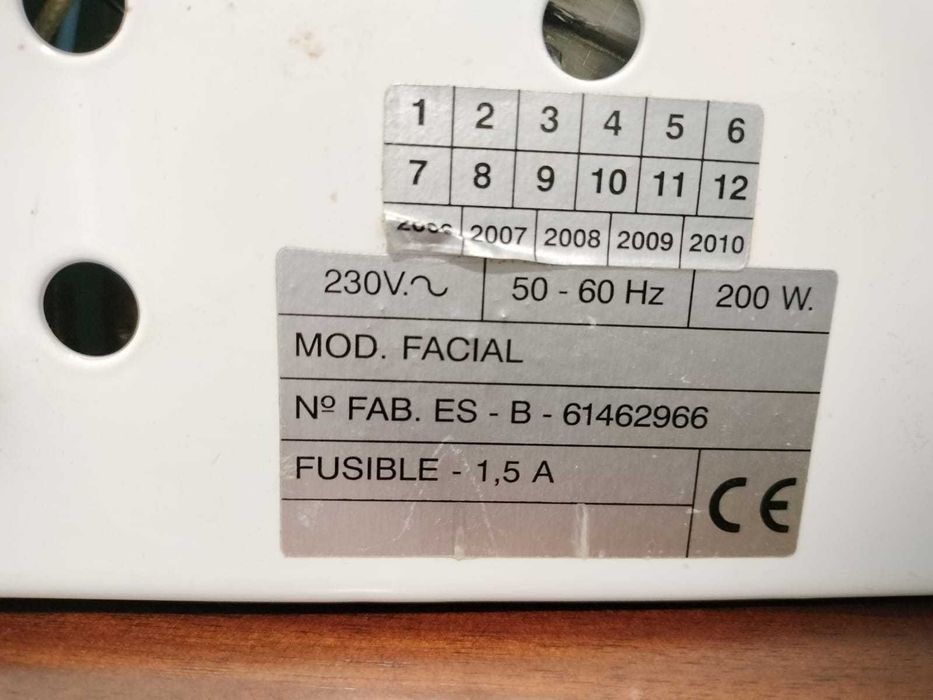 1 2 3 4 5 6
7 8 9 10 11 12
2006 2007 2008 2009 2010
230V.~ 50 - 60 Hz 200 W.
MOD. FACIAL
Nº FAB. ES - B - 61462966
FUSIBLE - 1,5 A
CE